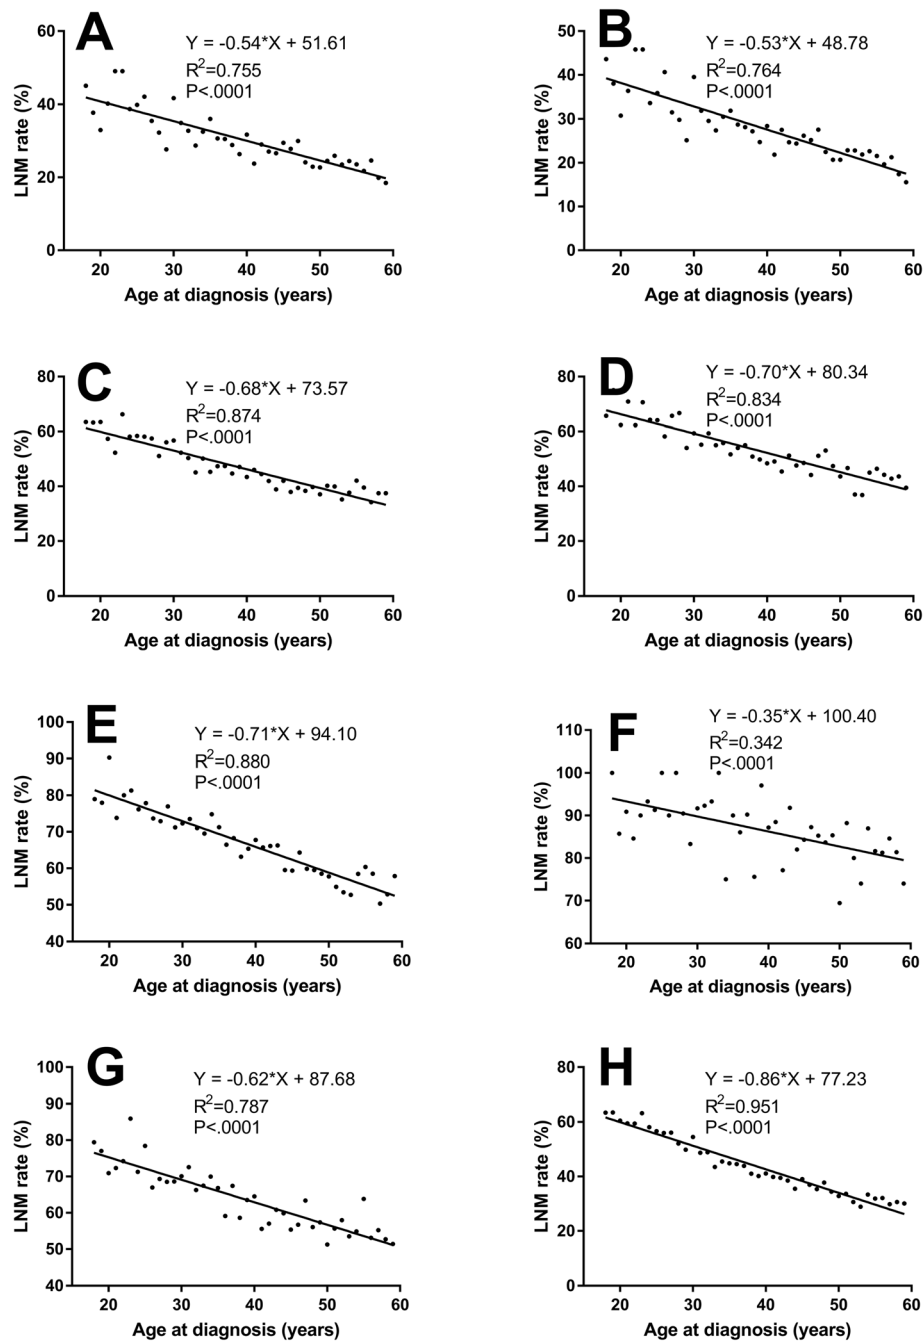 A
Y = -0.54*X + 51.61
R2=0.755
P<.0001
LNM rate (%)
60
40
20
0
20 30 40 50 60
Age at diagnosis (years)
B
Y = -0.53*X + 48.78
R2=0.764
P<.0001
LNM rate (%)
50
40
30
20
10
0
20 30 40 50 60
Age at diagnosis (years)
C
Y = -0.68*X + 73.57
R2=0.874
P<.0001
LNM rate (%)
80
60
40
20
0
20 30 40 50 60
Age at diagnosis (years)
D
Y = -0.70*X + 80.34
R2=0.834
P<.0001
LNM rate (%)
80
60
40
20
0
20 30 40 50 60
Age at diagnosis (years)
E
Y = -0.71*X + 94.10
R2=0.880
P<.0001
LNM rate (%)
100
90
80
70
60
50
40
20 30 40 50 60
Age at diagnosis (years)
F
Y = -0.35*X + 100.40
R2=0.342
P<.0001
LNM rate (%)
110
100
90
80
70
60
20 30 40 50 60
Age at diagnosis (years)
G
Y = -0.62*X + 87.68
R2=0.787
P<.0001
LNM rate (%)
100
90
80
70
60
50
40
20 30 40 50 60
Age at diagnosis (years)
H
Y = -0.86*X + 77.23
R2=0.951
P<.0001
LNM rate (%)
80
60
40
20
0
20 30 40 50 60
Age at diagnosis (years)